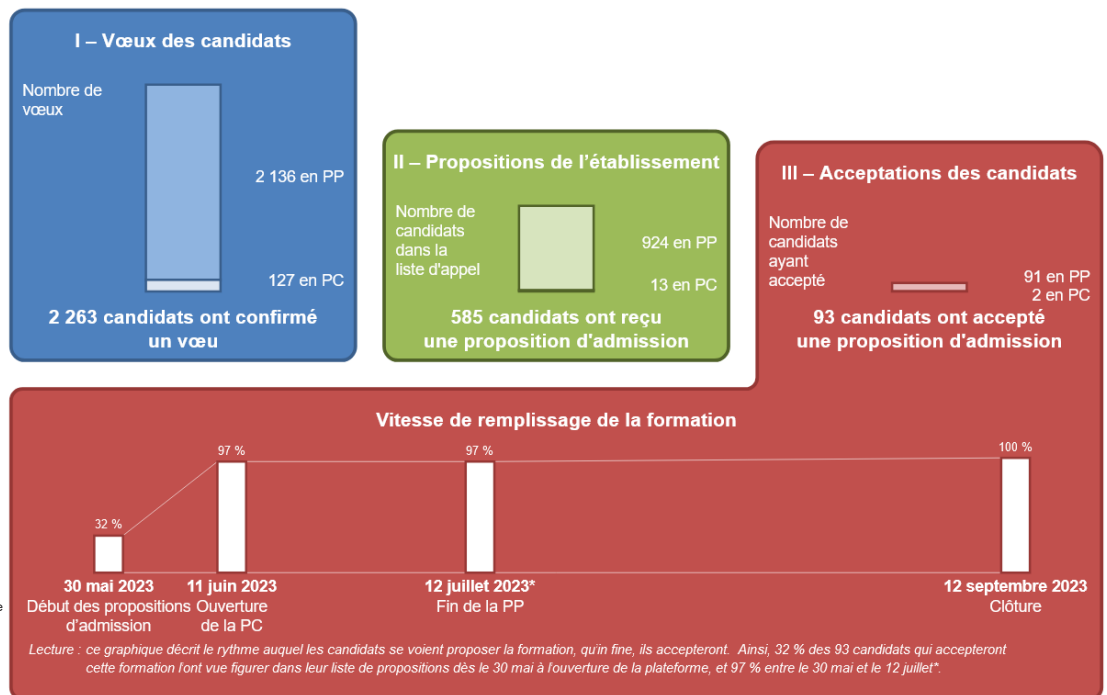 I – Vœux des candidats
Nombre de
vœux
2 136 en PP
127 en PC
2 263 candidats ont confirmé
un vœu
II – Propositions de l'établissement
Nombre de
candidats
dans la
liste d'appel
924 en PP
13 en PC
585 candidats ont reçu
une proposition d'admission
III – Acceptations des candidats
Nombre de
candidats
ayant
accepté
91 en PP
2 en PC
93 candidats ont accepté
une proposition d'admission
Vitesse de remplissage de la formation
32 %
97 %
97 %
100 %
30 mai 2023
Début des propositions
d'admission
11 juin 2023
Ouverture
de la PC
12 juillet 2023*
Fin de la PP
12 septembre 2023
Clôture
e
Lecture : ce graphique décrit le rythme auquel les candidats se voient proposer la formation, qu'in fine, ils accepteront. Ainsi, 32 % des 93 candidats qui accepteront
cette formation l'ont vue figurer dans leur liste de propositions dès le 30 mai à l'ouverture de la plateforme, et 97 % entre le 30 mai et le 12 juillet*.